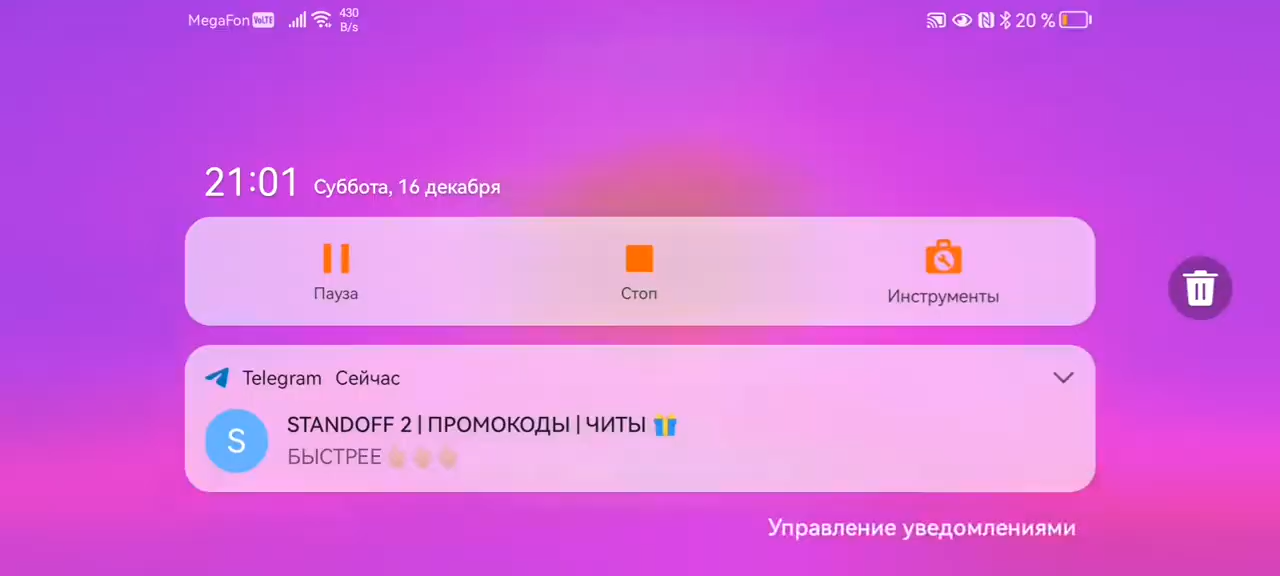 MegaFon VoLTE 430 B/s 20 %
21:01 Суббота, 16 декабря
Пауза Стоп Инструменты
Telegram Сейчас
S
STANDOFF 2 | ПРОМОКОДЫ | ЧИТЫ 🎁
БЫСТРЕЕ👆🏻👆🏻👆🏻
Управление уведомлениями